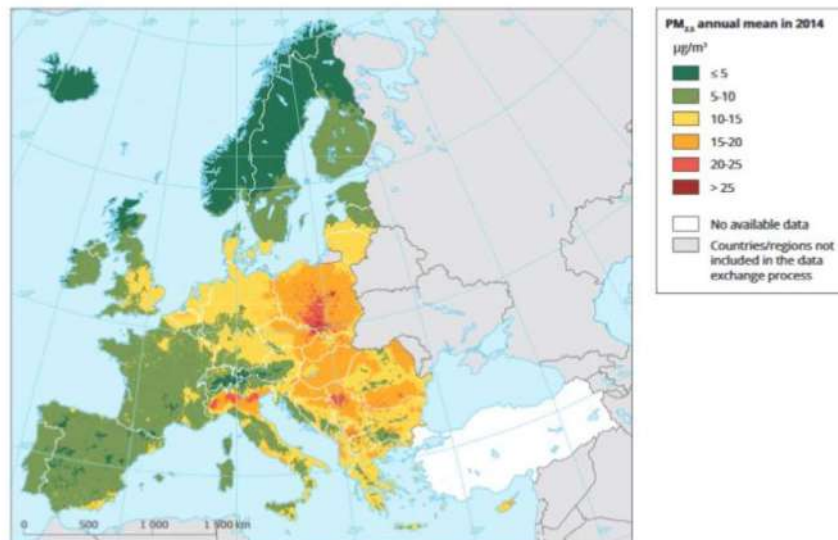 PM₂.₅ annual mean in 2014
µg/m³
≤ 5
5-10
10-15
15-20
20-25
> 25
No available data
Countries/regions not
included in the data
exchange process
0 500 1 000 1 500 km